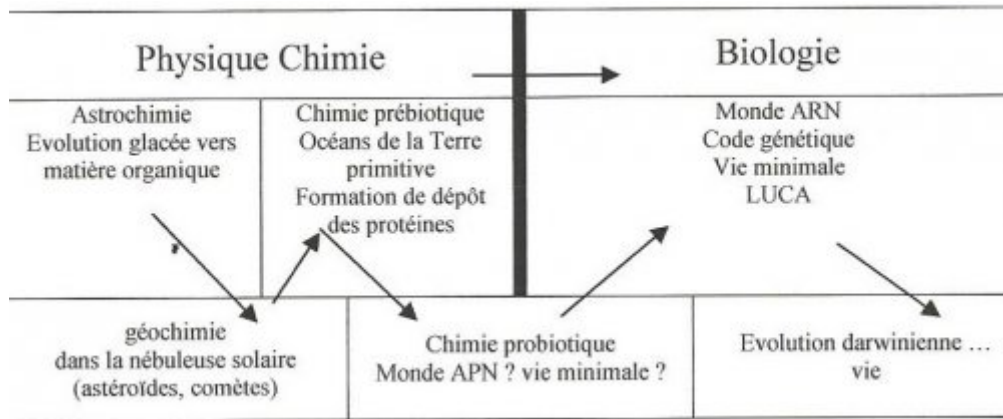 Physique Chimie
Biologie
Astrochimie
Evolution glacée vers
matière organique
Chimie prébiotique
Océans de la Terre
primitive
Formation de dépôt
des protéines
Monde ARN
Code génétique
Vie minimale
LUCA
géochimie
dans la nébuleuse solaire
(astéroïdes, comètes)
Chimie probiotique
Monde APN ? vie minimale ?
Evolution darwinienne ...
vie